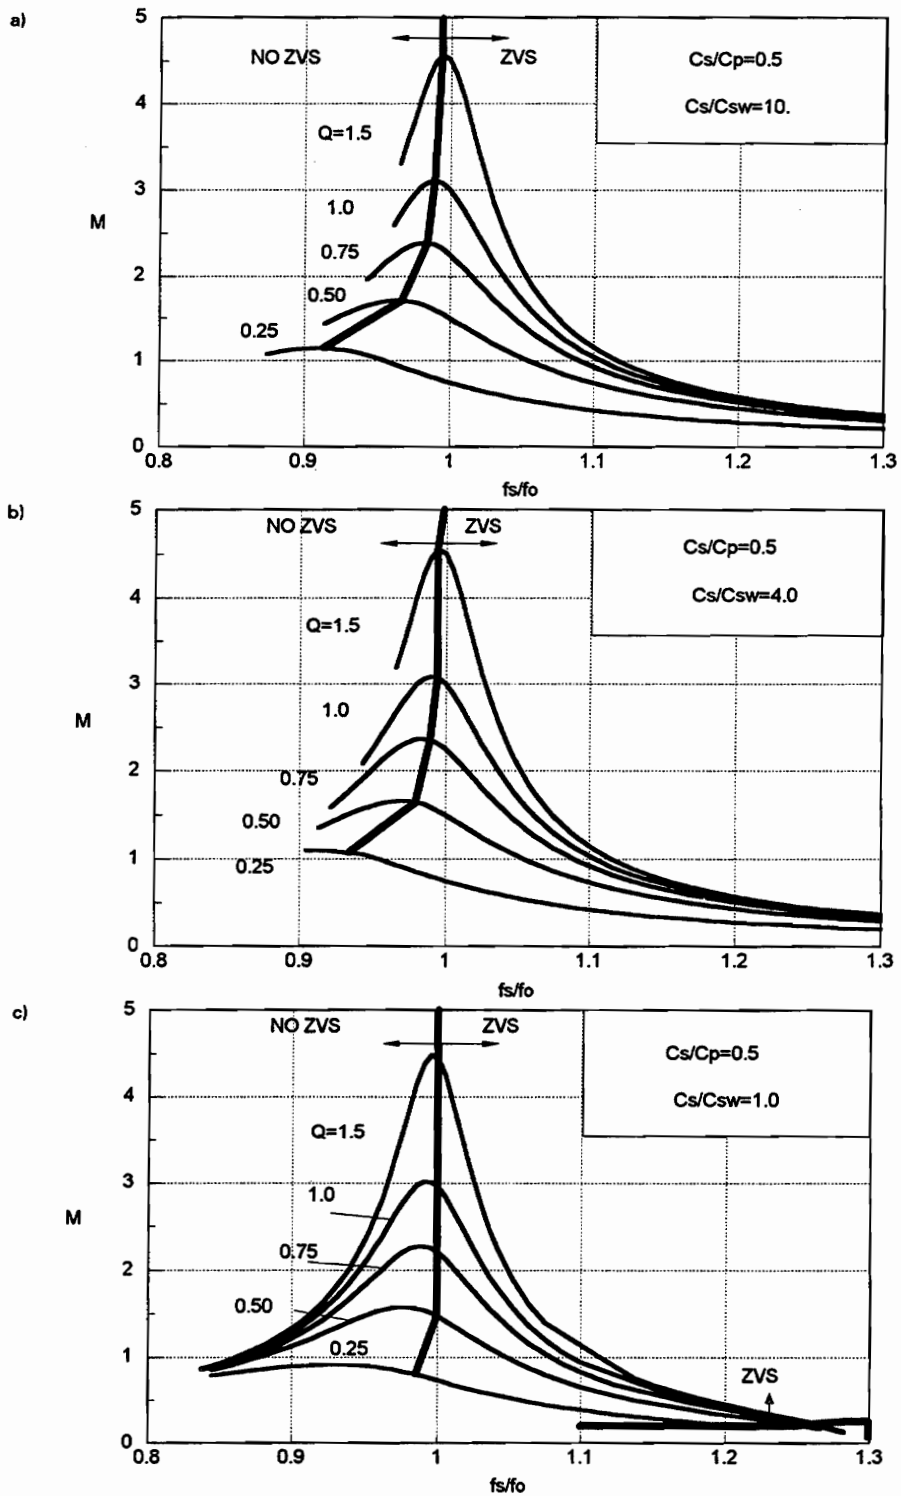 a)
5
NO ZVS
ZVS
Cs/Cp=0.5
Cs/Csw=10.
4
Q=1.5
3
1.0
M
0.75
2
0.50
0.25
1
0
0.8
0.9
1
1.1
1.2
1.3
fs/fo
b)
5
NO ZVS
ZVS
Cs/Cp=0.5
Cs/Csw=4.0
4
Q=1.5
3
1.0
M
2
0.75
0.50
1
0.25
0
0.8
0.9
1
1.1
1.2
1.3
fs/fo
c)
5
NO ZVS
ZVS
Cs/Cp=0.5
Cs/Csw=1.0
4
Q=1.5
3
1.0
M
0.75
2
0.50
0.25
1
ZVS
0
0.8
0.9
1
1.1
1.2
1.3
fs/fo